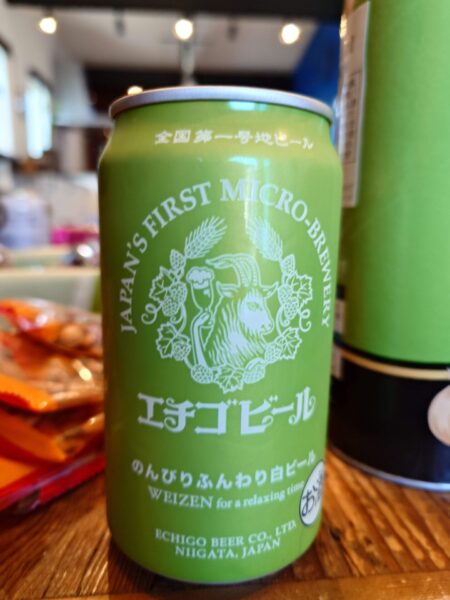 全国第一号地ビール
JAPAN'S FIRST MICRO-BREWERY
エチゴビール
のんびりふんわり白ビール
WEIZEN for a relaxing time
ECHIGO BEER CO., LTD.
NIIGATA, JAPAN